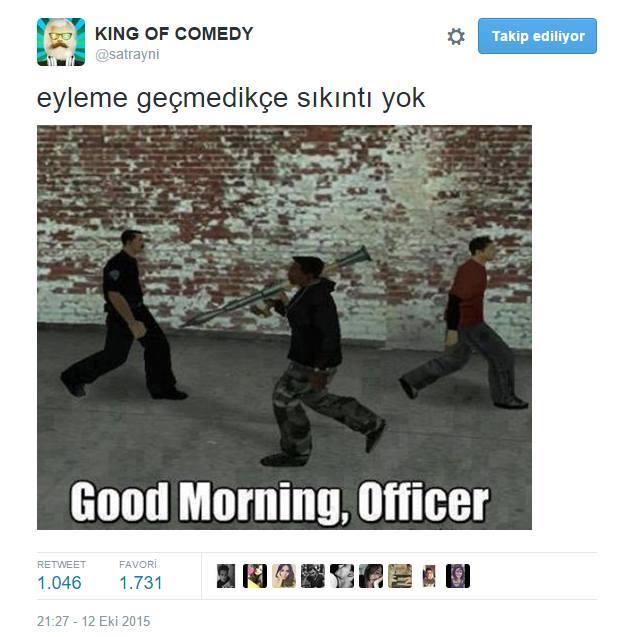 KING OF COMEDY
@satrayni
Takip ediliyor
eyleme geçmedikçe sıkıntı yok
Good Morning, Officer
RETWEET FAVORİ
1.046 1.731
21:27 - 12 Eki 2015